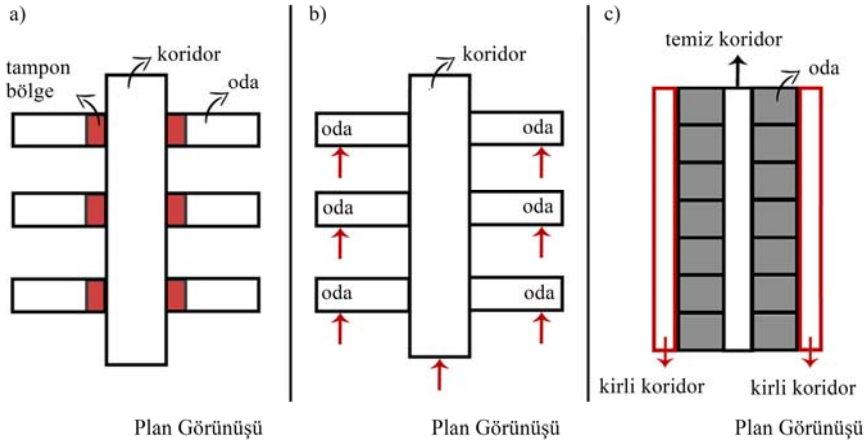 a)
koridor
tampon
bölge
oda
Plan Görünüşü
b)
koridor
oda
oda
oda
oda
oda
oda
Plan Görünüşü
c)
temiz koridor
oda
kirli koridor
kirli koridor
Plan Görünüşü